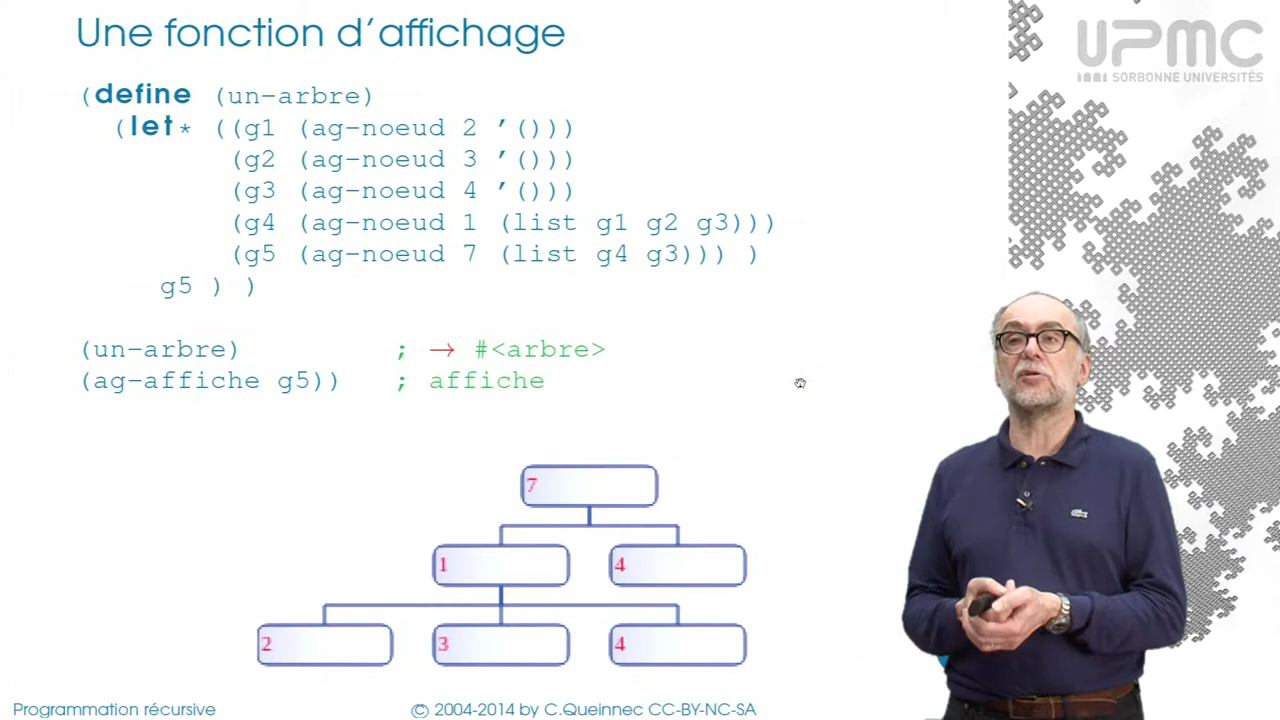 Une fonction d'affichage
UPMC
SORBONNE UNIVERSITÉS
(define (un-arbre)
(let* ((g1 (ag-noeud 2 '()))
(g2 (ag-noeud 3 '()))
(g3 (ag-noeud 4 '()))
(g4 (ag-noeud 1 (list g1 g2 g3)))
(g5 (ag-noeud 7 (list g4 g3))) )
g5 ) )
(un-arbre) ; → #<arbre>
(ag-affiche g5)) ; affiche
7
1 4
2 3 4
Programmation récursive © 2004-2014 by C.Queinnec CC-BY-NC-SA